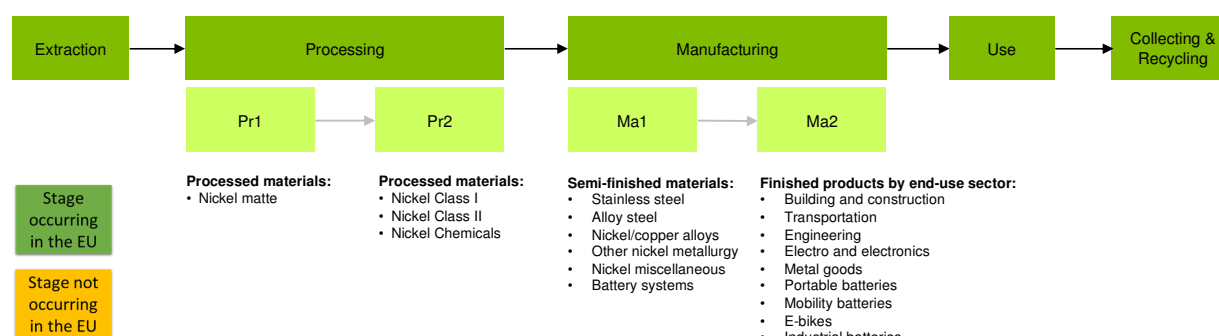 Extraction
Processing
Manufacturing
Use
Collecting &
Recycling
Pr1
Pr2
Ma1
Ma2
Processed materials:
• Nickel matte
Processed materials:
• Nickel Class I
• Nickel Class II
• Nickel Chemicals
Semi-finished materials:
• Stainless steel
• Alloy steel
• Nickel/copper alloys
• Other nickel metallurgy
• Nickel miscellaneous
• Battery systems
Finished products by end-use sector:
• Building and construction
• Transportation
• Engineering
• Electro and electronics
• Metal goods
• Portable batteries
• Mobility batteries
• E-bikes
• Industrial batteries
Stage
occurring
in the EU
Stage not
occurring
in the EU